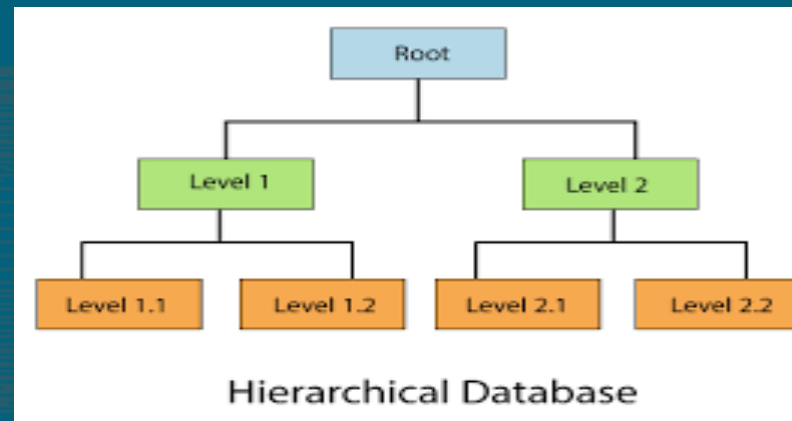 Root
Level 1
Level 2
Level 1.1
Level 1.2
Level 2.1
Level 2.2
Hierarchical Database